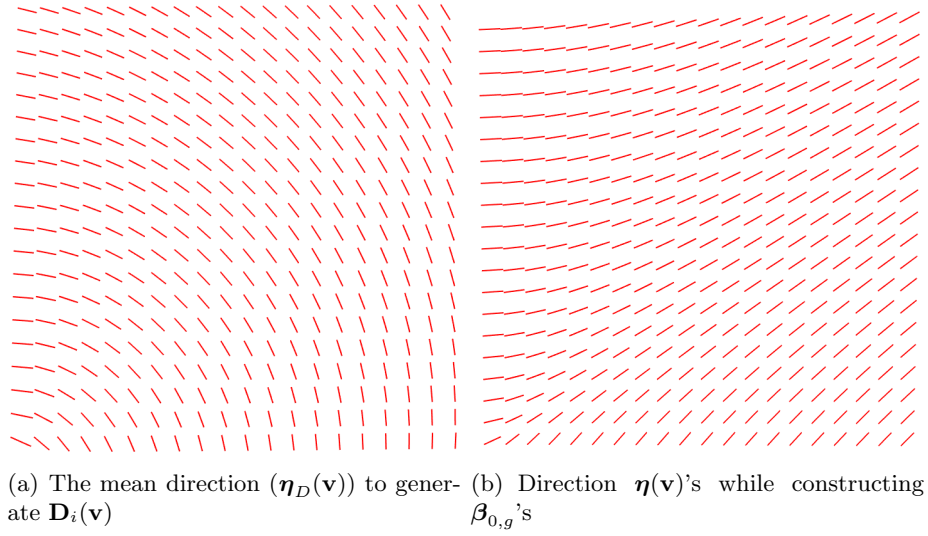 (a) The mean direction (𝜼_D(𝐯)) to gener-
ate 𝐃_i(𝐯)
(b) Direction 𝜼(𝐯)'s while constructing
𝜷_{0,g}'s